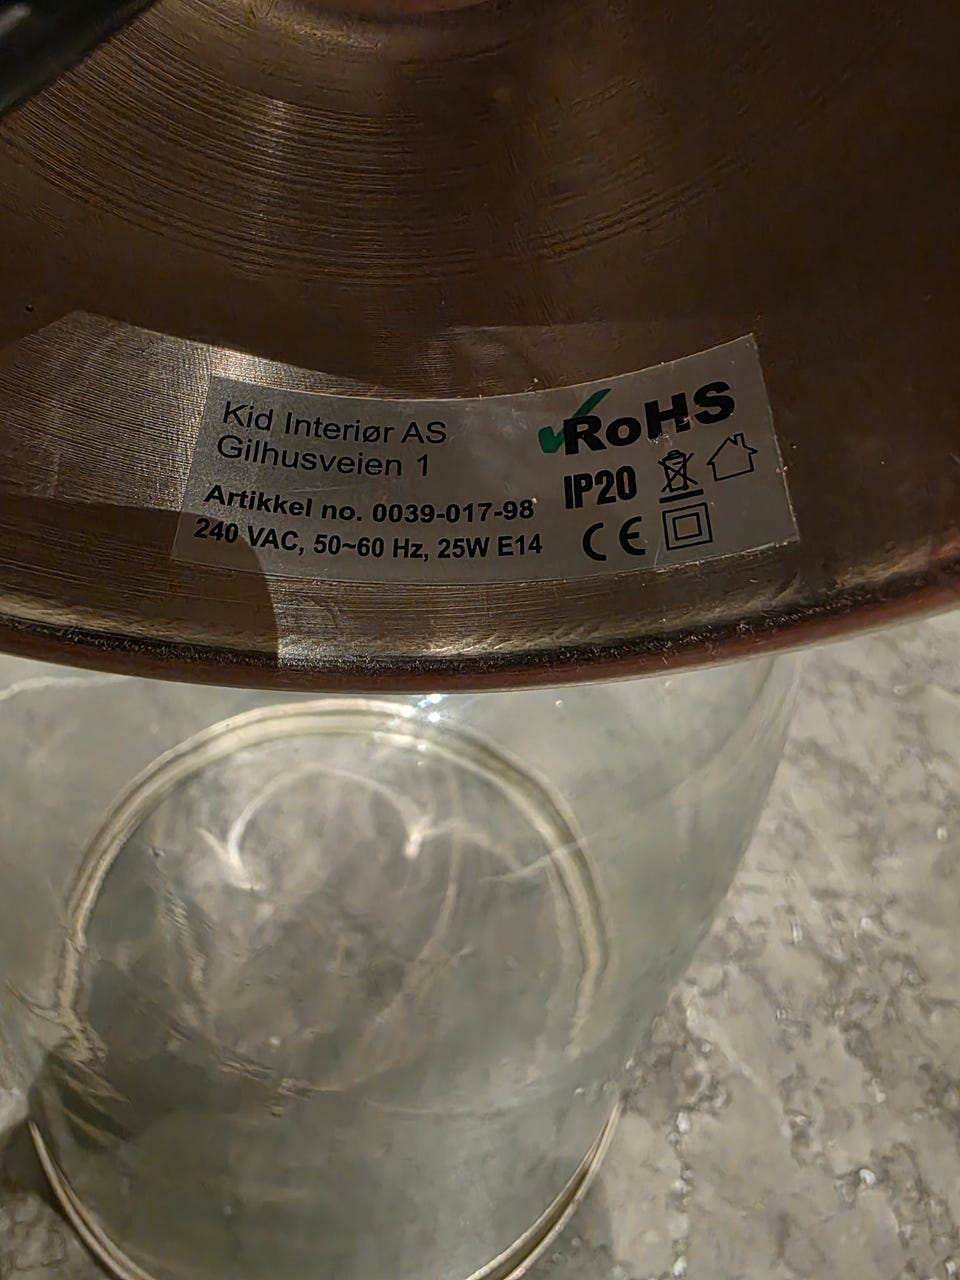 Kid Interiør AS
Gilhusveien 1
Artikkel no. 0039-017-98
240 VAC, 50~60 Hz, 25W E14
RoHS
IP20
CE